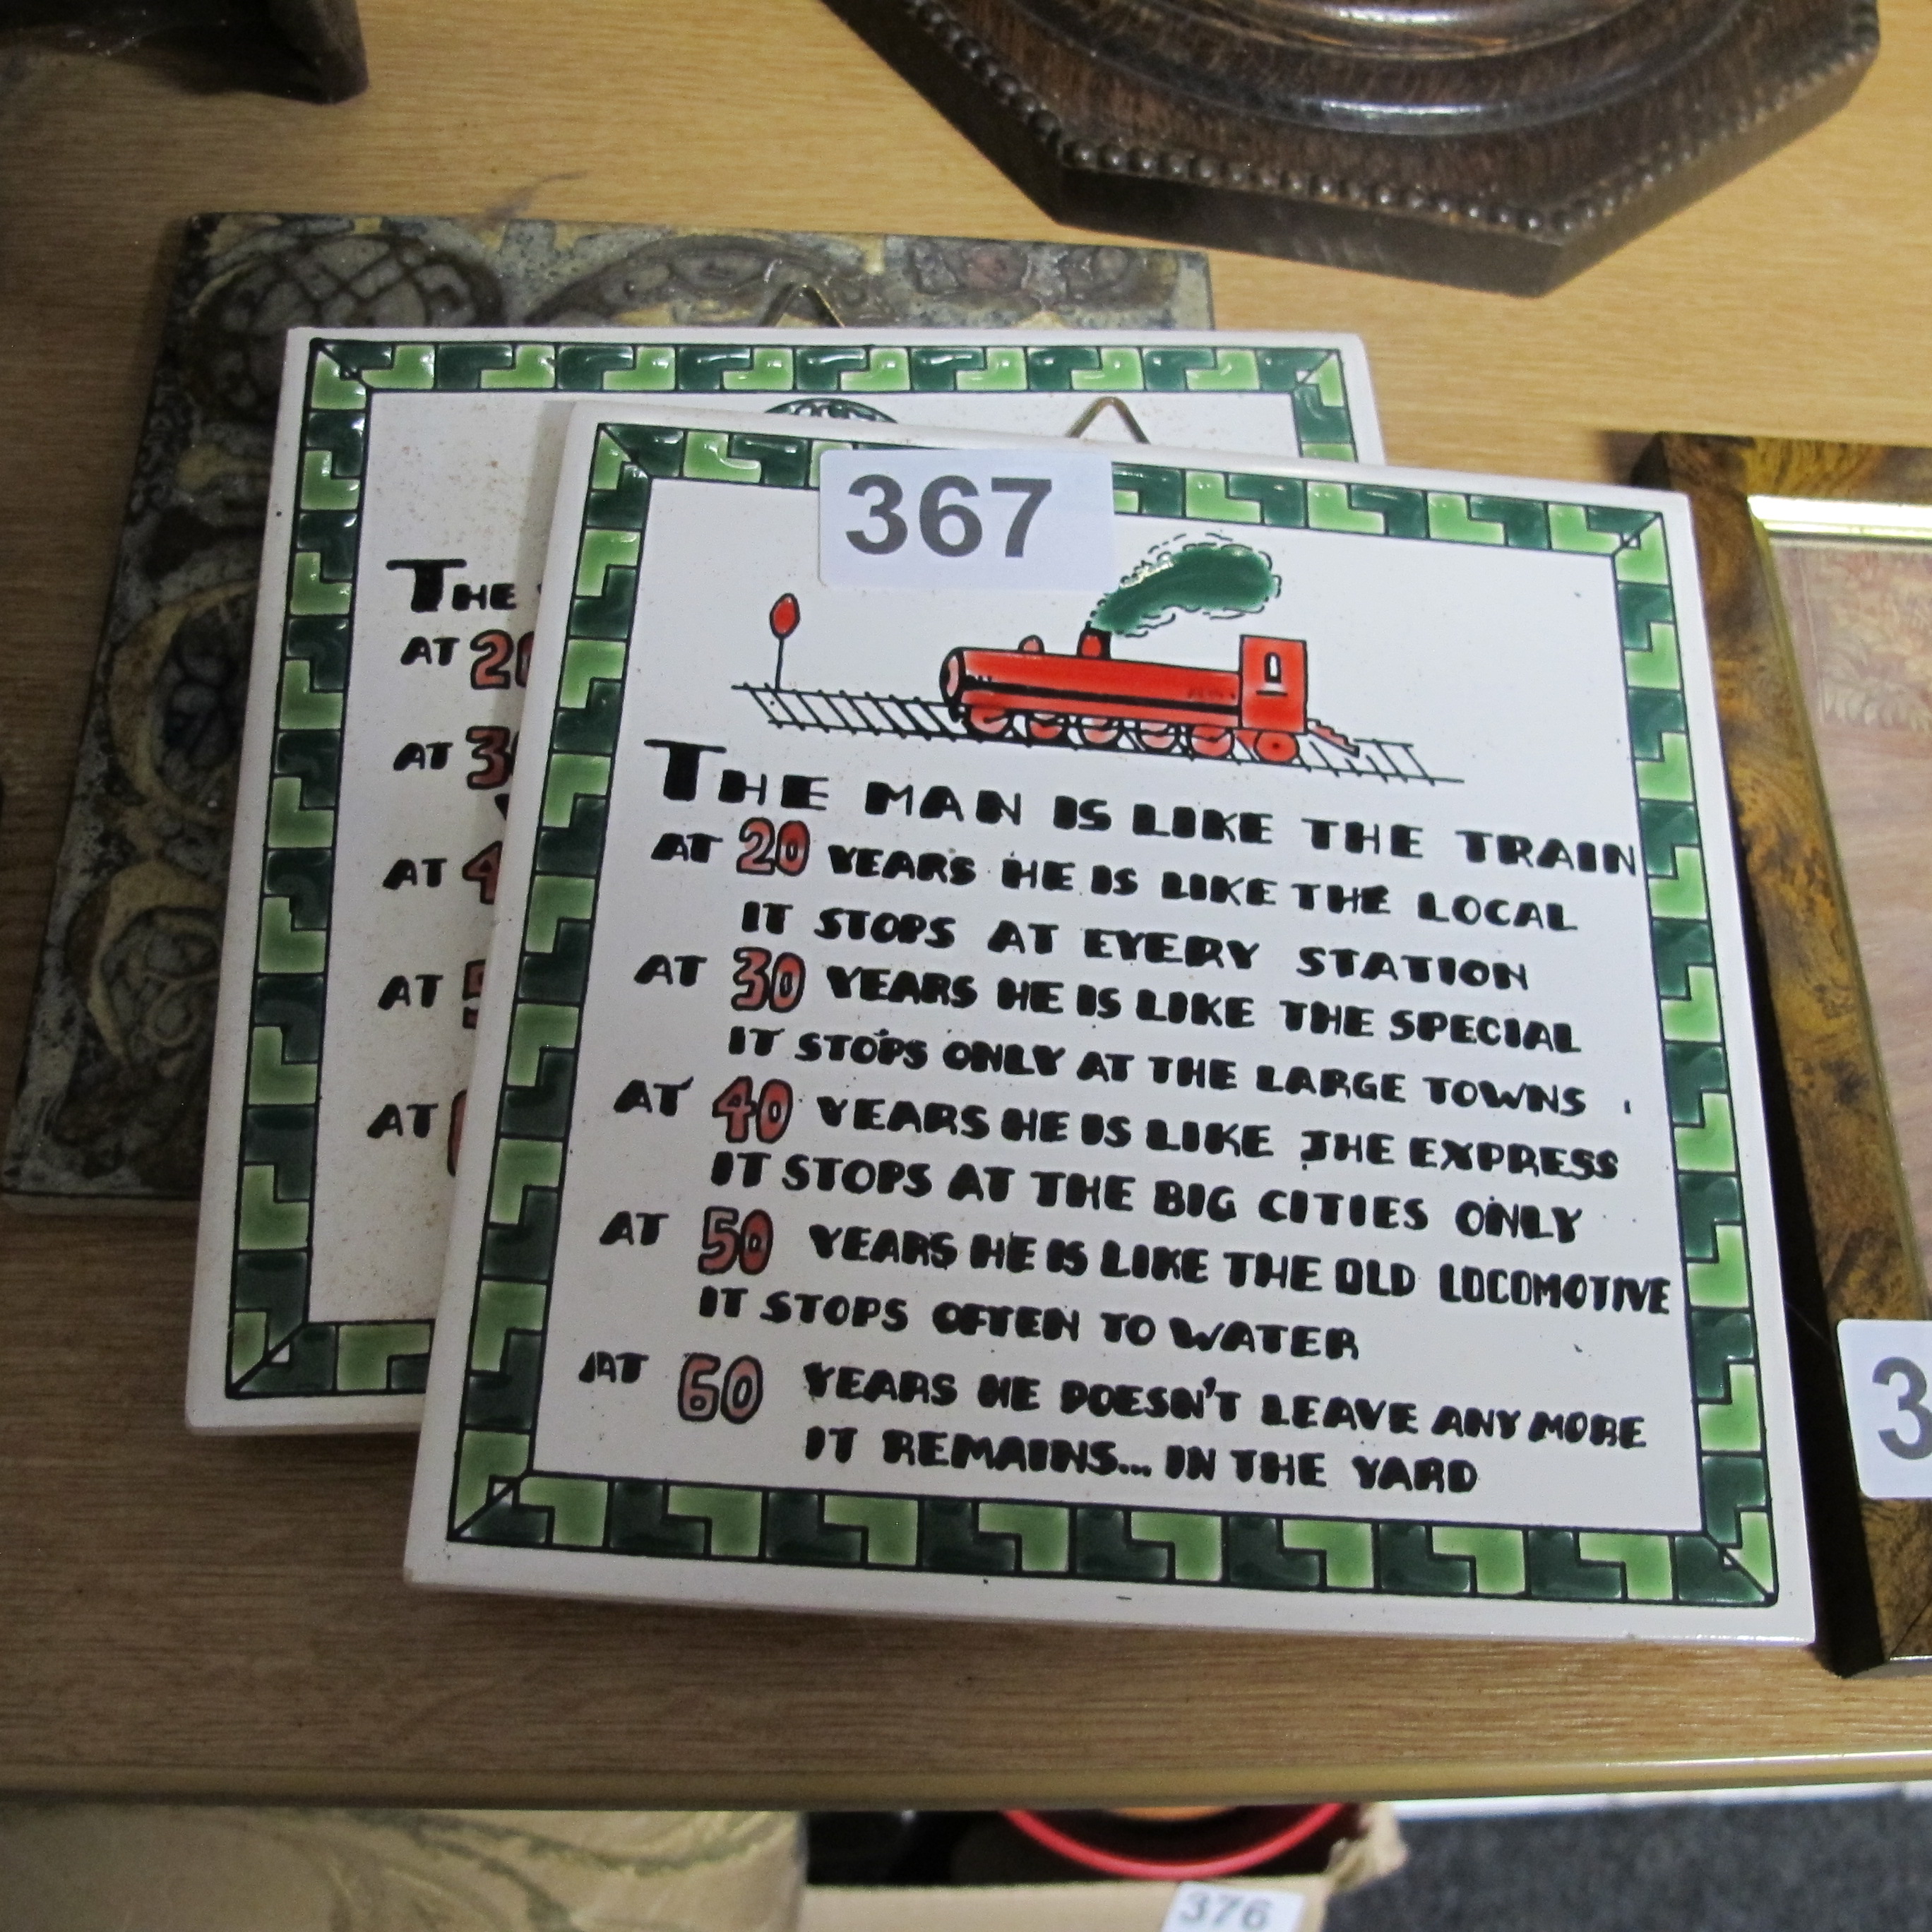 367
THE MAN IS LIKE THE TRAIN
AT 20 YEARS HE IS LIKE THE LOCAL
IT STOPS AT EVERY STATION
AT 30 YEARS HE IS LIKE THE SPECIAL
IT STOPS ONLY AT THE LARGE TOWNS
AT 40 YEARS HE IS LIKE THE EXPRESS
IT STOPS AT THE BIG CITIES ONLY
AT 50 YEARS HE IS LIKE THE OLD LOCOMOTIVE
IT STOPS OFTEN TO WATER
AT 60 YEARS HE DOESN'T LEAVE ANY MORE
IT REMAINS... IN THE YARD
THE
AT
AT
AT
AT
AT
3
376